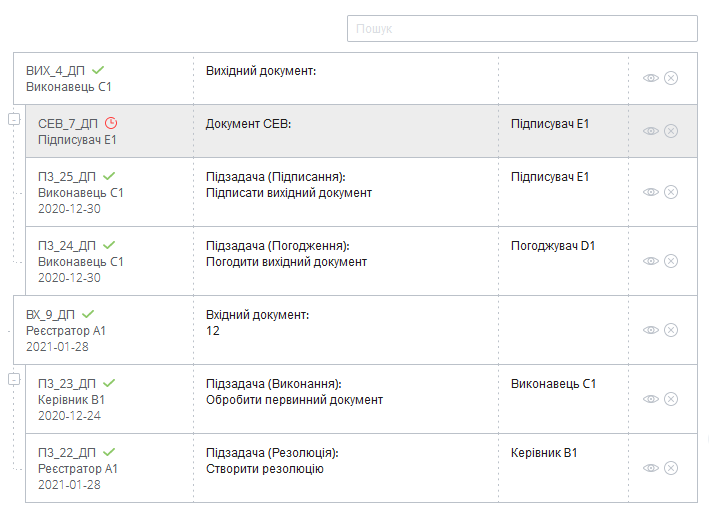 Пошук
ВИХ_4_ДП
Вихідний документ:
Виконавець С1
СЕВ_7_ДП
Документ СЕВ:
Підписувач Е1
Підписувач Е1
ПЗ_25_ДП
Підзадача (Підписання):
Підписувач Е1
Виконавець С1
Підписати вихідний документ
2020-12-30
ПЗ_24_ДП
Підзадача (Погодження):
Погоджувач D1
Виконавець С1
Погодити вихідний документ
2020-12-30
ВХ_9_ДП
Вхідний документ:
Реєстратор А1
12
2021-01-28
ПЗ_23_ДП
Підзадача (Виконання):
Виконавець С1
Керівник В1
Обробити первинний документ
2020-12-24
ПЗ_22_ДП
Підзадача (Резолюція):
Керівник В1
Реєстратор А1
Створити резолюцію
2021-01-28